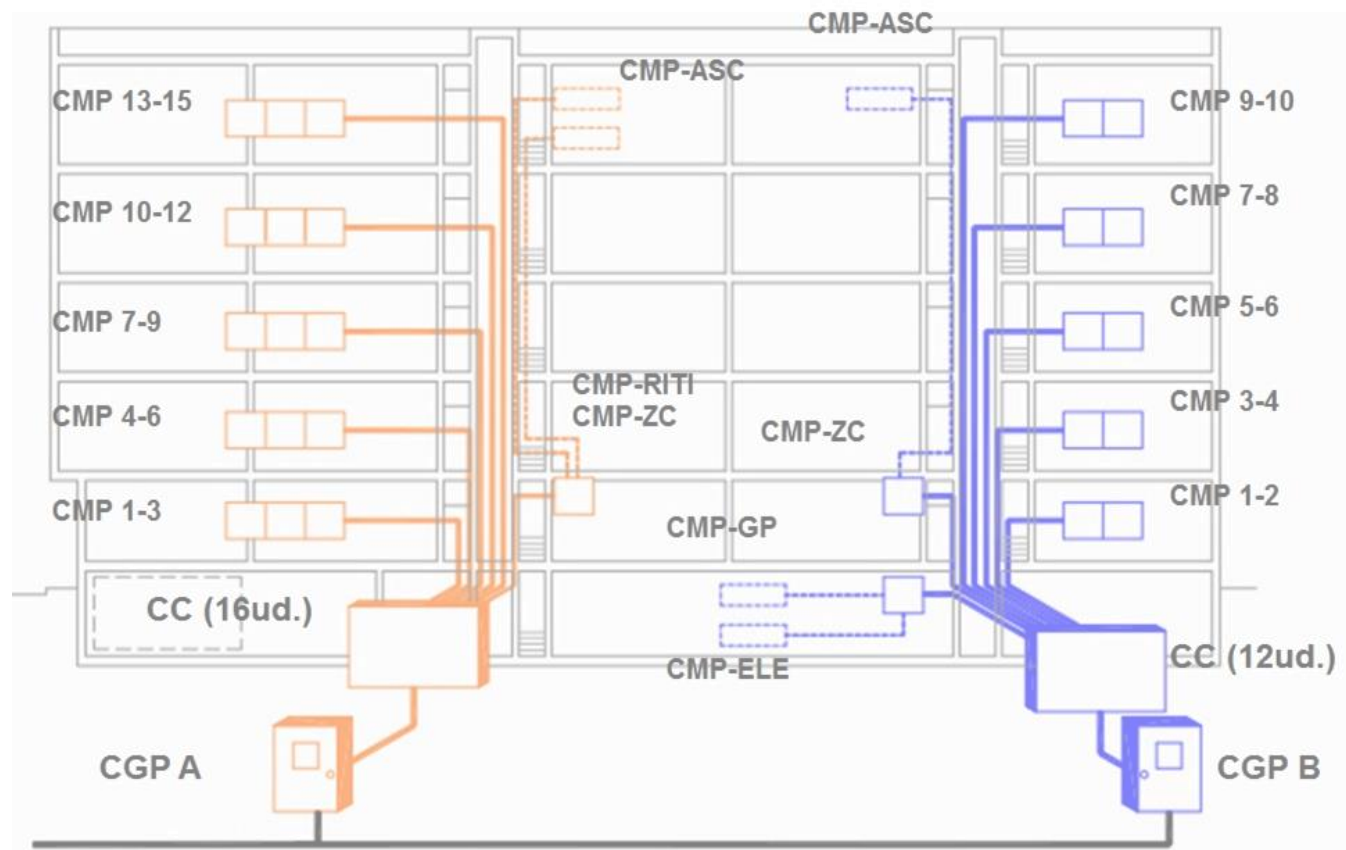 CMP-ASC
CMP-ASC
CMP 13-15
CMP 9-10
CMP 10-12
CMP 7-8
CMP 7-9
CMP 5-6
CMP-RITI
CMP-ZC
CMP 4-6
CMP-ZC
CMP 3-4
CMP 1-3
CMP-GP
CMP 1-2
CC (16ud.)
CMP-ELE
CC (12ud.)
CGP A
CGP B